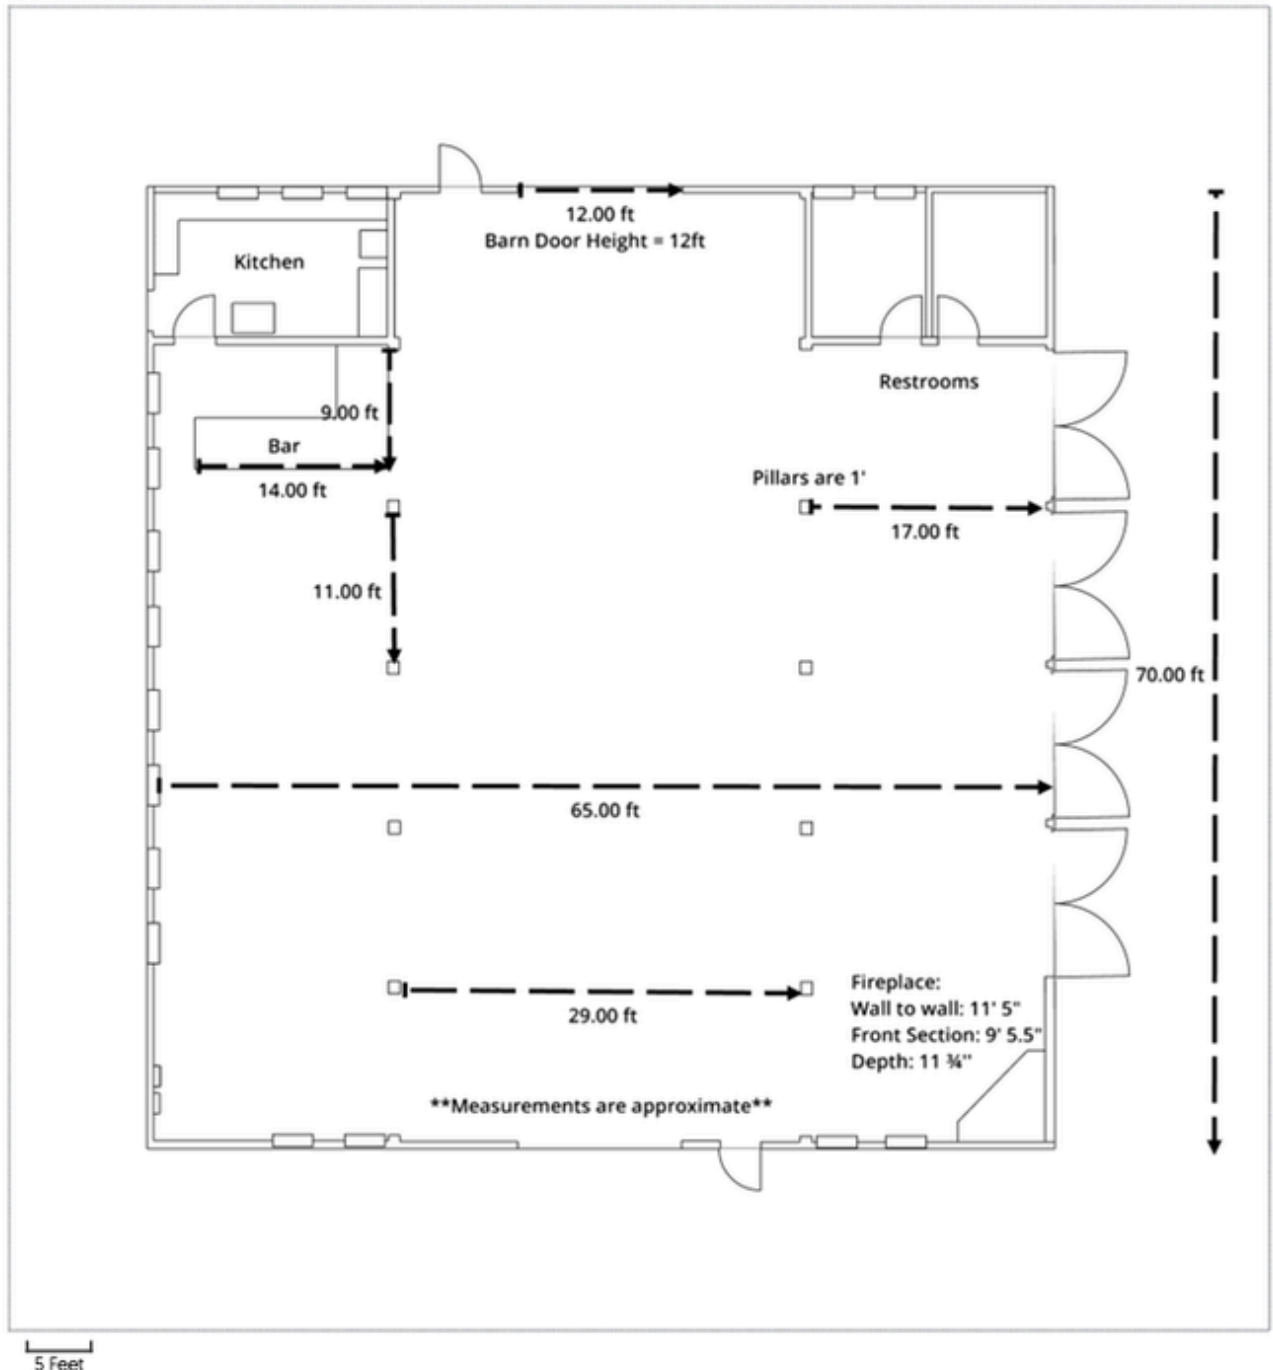 12.00 ft
Barn Door Height = 12ft
Kitchen
Restrooms
9.00 ft
Bar
14.00 ft
Pillars are 1'
17.00 ft
11.00 ft
70.00 ft
65.00 ft
29.00 ft
Fireplace:
Wall to wall: 11' 5"
Front Section: 9' 5.5"
Depth: 11 ¾"
**Measurements are approximate**
5 Feet